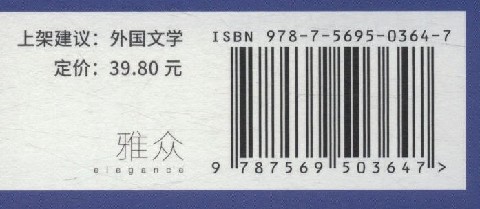 上架建议：外国文学
定价：39.80 元
雅众
elegance
ISBN 978-7-5695-0364-7
9 787569 503647 >